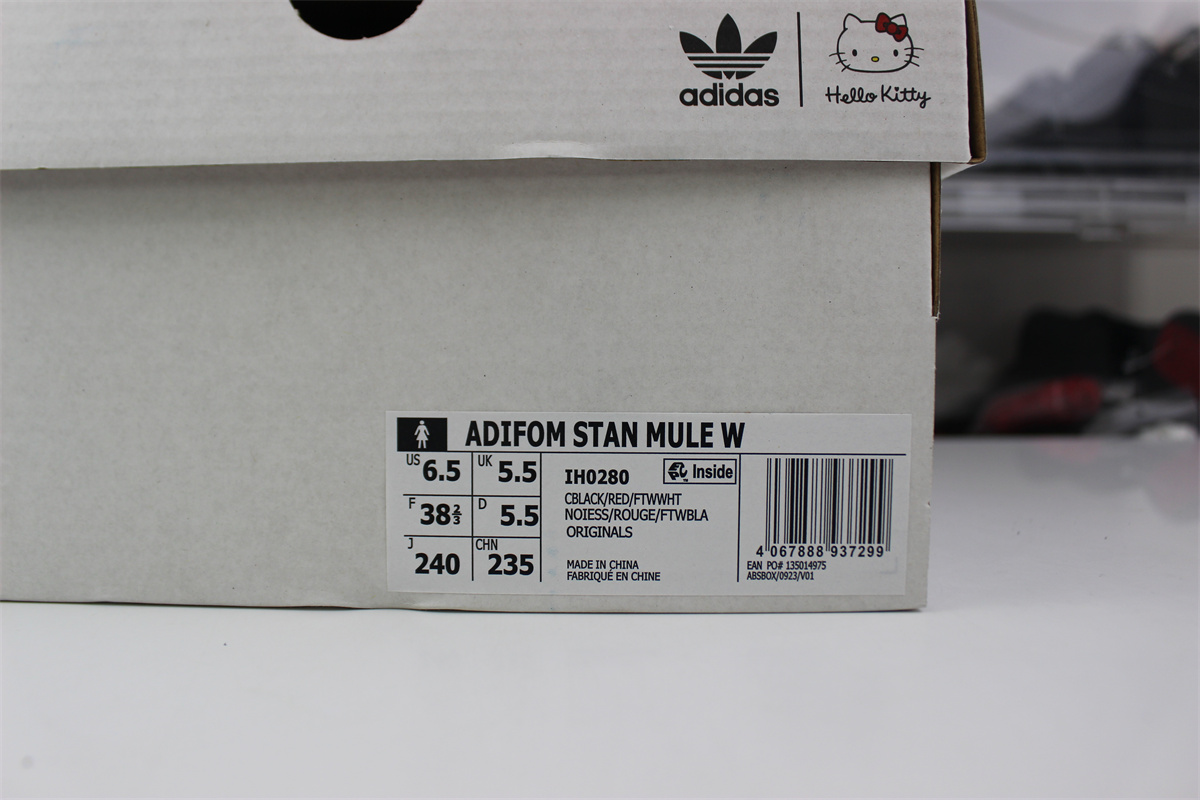 adidas
Hello Kitty
ADIFOM STAN MULE W
US 6.5 UK 5.5
F 38⅔ D 5.5
J 240 CHN 235
IH0280 Inside
CBLACK/RED/FTWWHT
NOIESS/ROUGE/FTWBLA
ORIGINALS
MADE IN CHINA
FABRIQUÉ EN CHINE
4 067888 937299
EAN PO# 135014975
ABSBOX/0923/V01